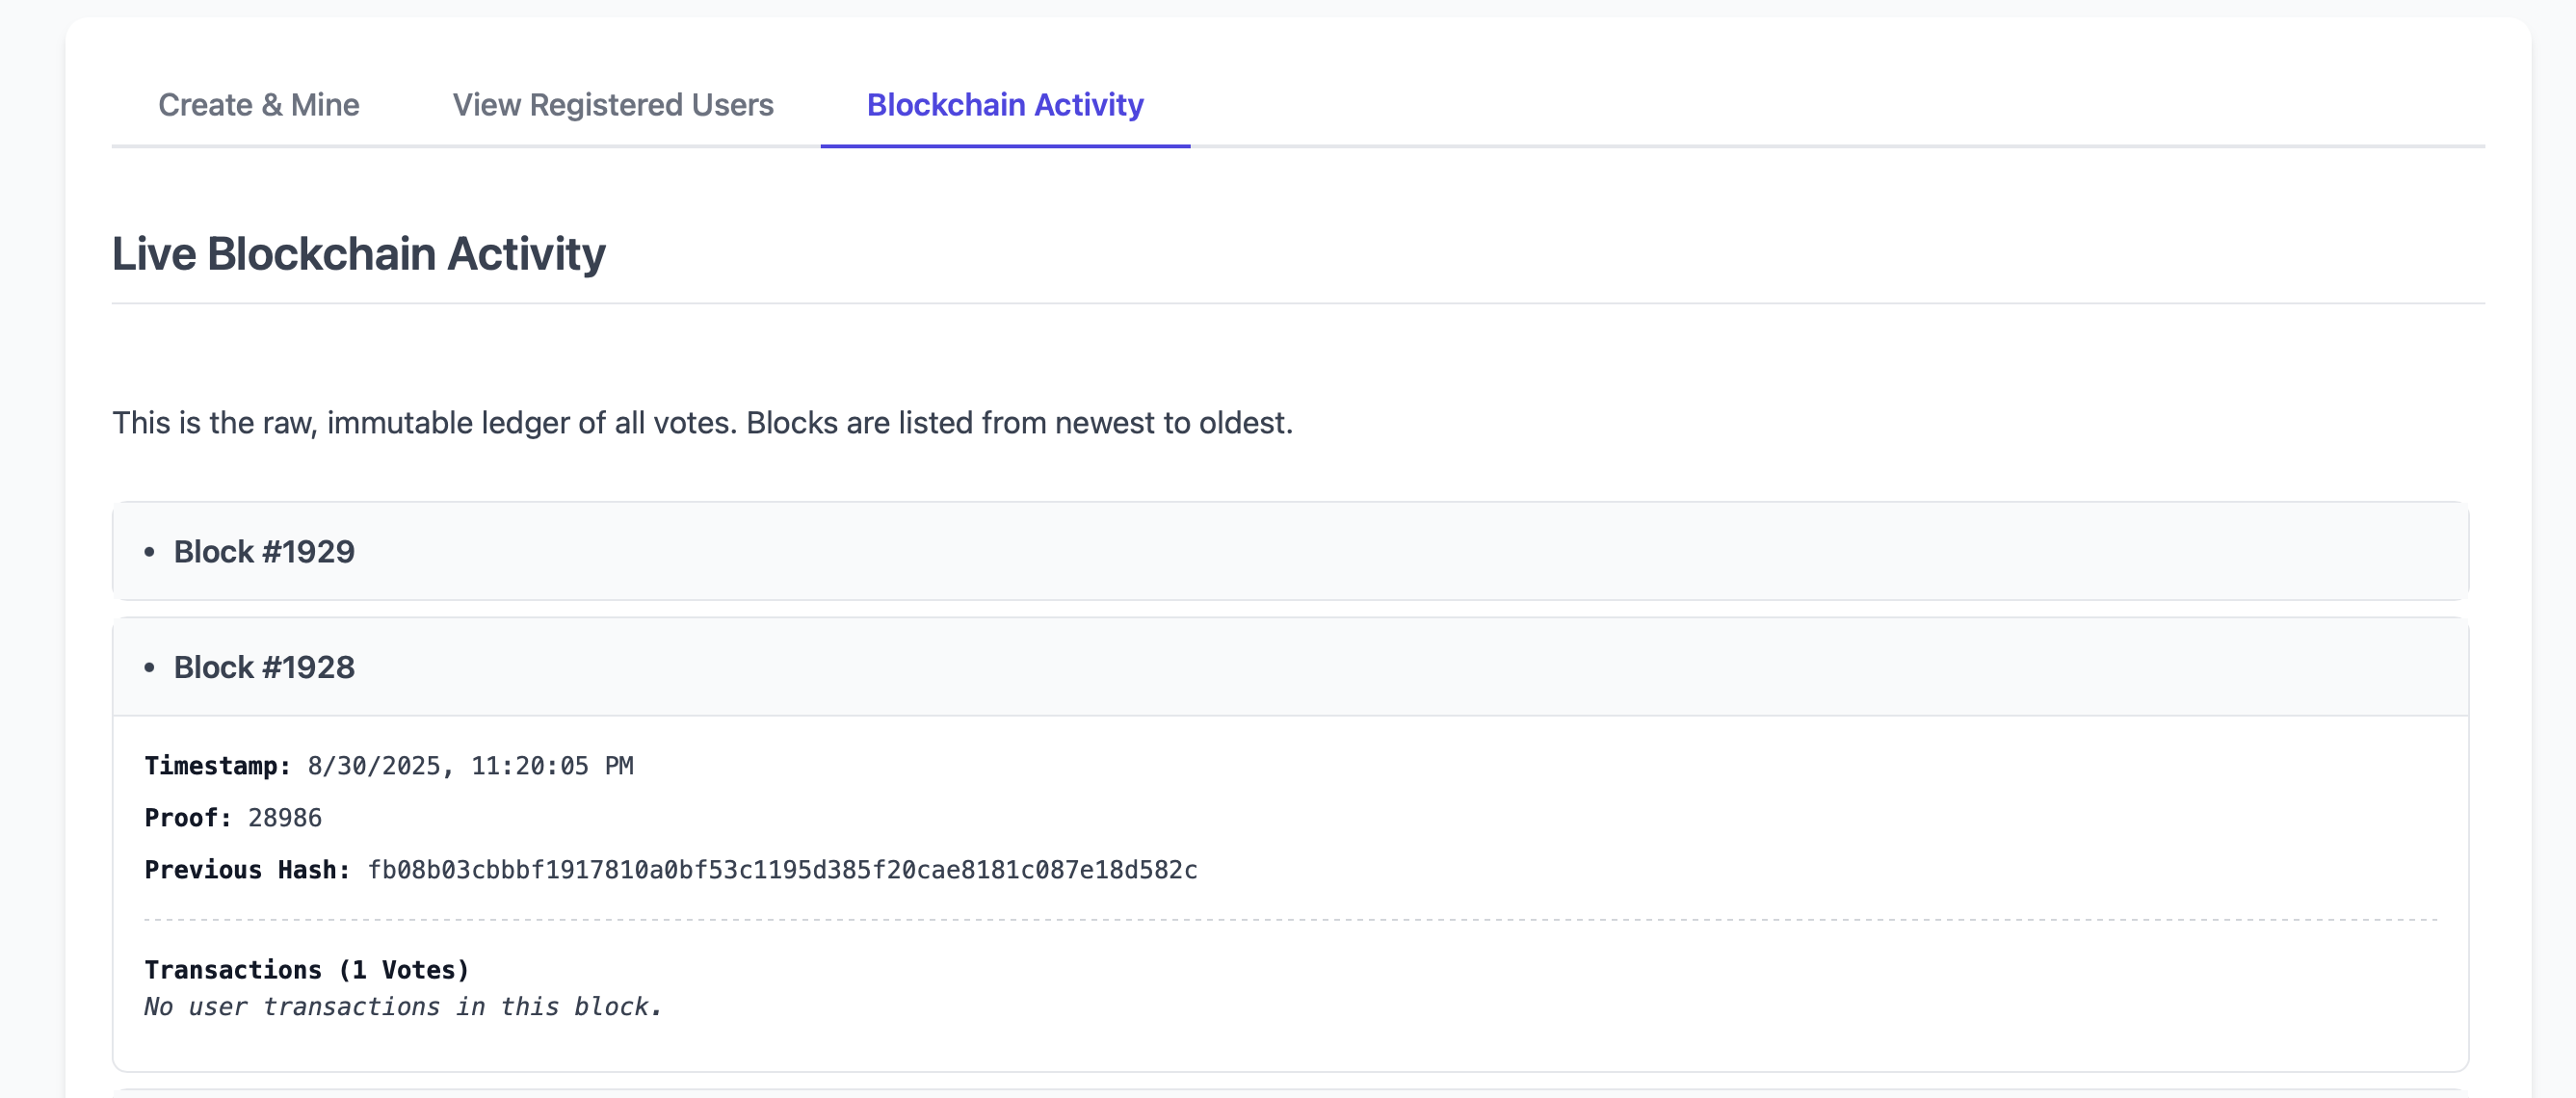 Create & Mine
View Registered Users
Blockchain Activity
Live Blockchain Activity
This is the raw, immutable ledger of all votes. Blocks are listed from newest to oldest.
• Block #1929
• Block #1928
Timestamp: 8/30/2025, 11:20:05 PM
Proof: 28986
Previous Hash: fb08b03cbbbf1917810a0bf53c1195d385f20cae8181c087e18d582c
Transactions (1 Votes)
No user transactions in this block.